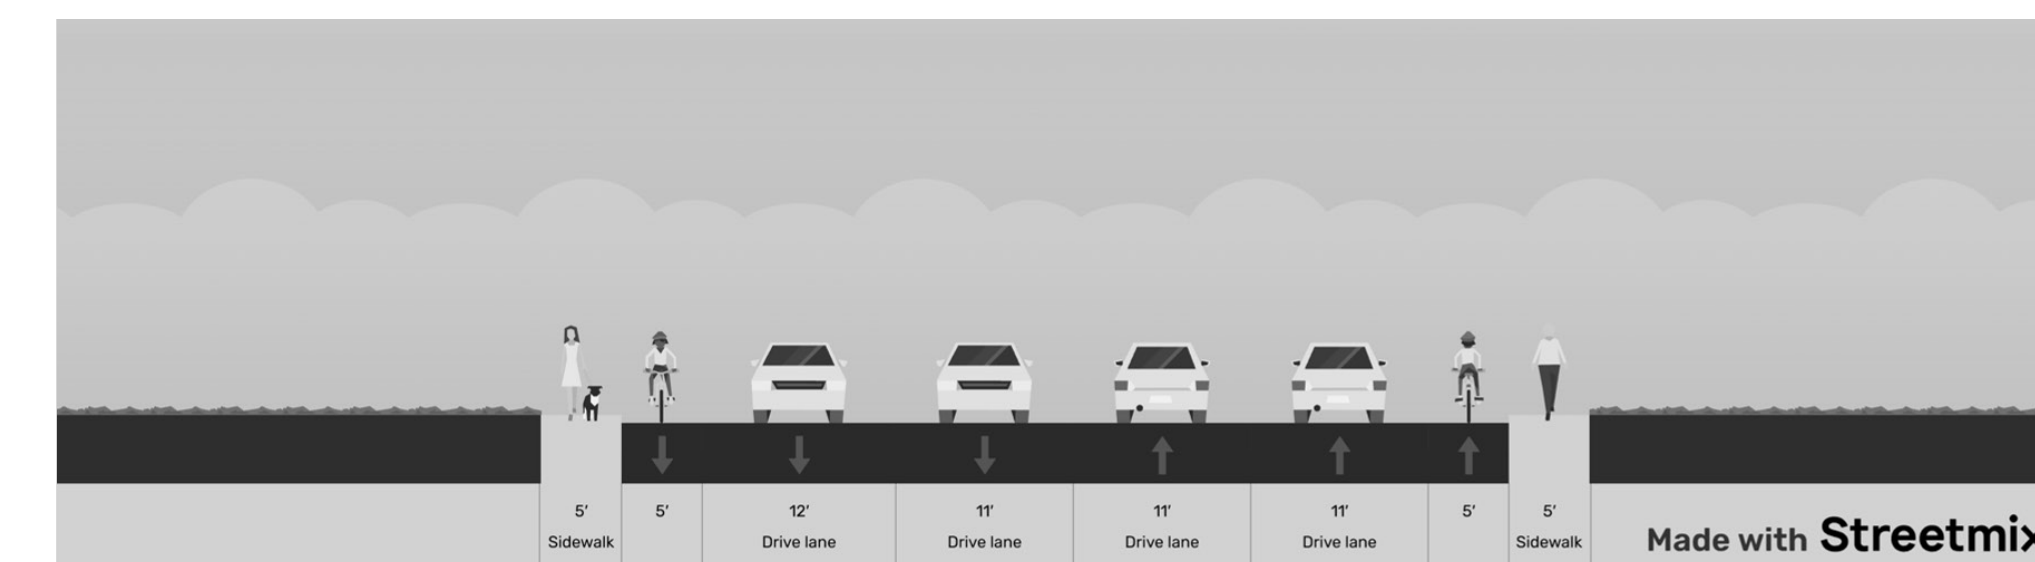 5′ 5′ 12′ 11′ 11′ 11′ 5′ 5′
Sidewalk Drive lane Drive lane Drive lane Drive lane Sidewalk
Made with Streetmix